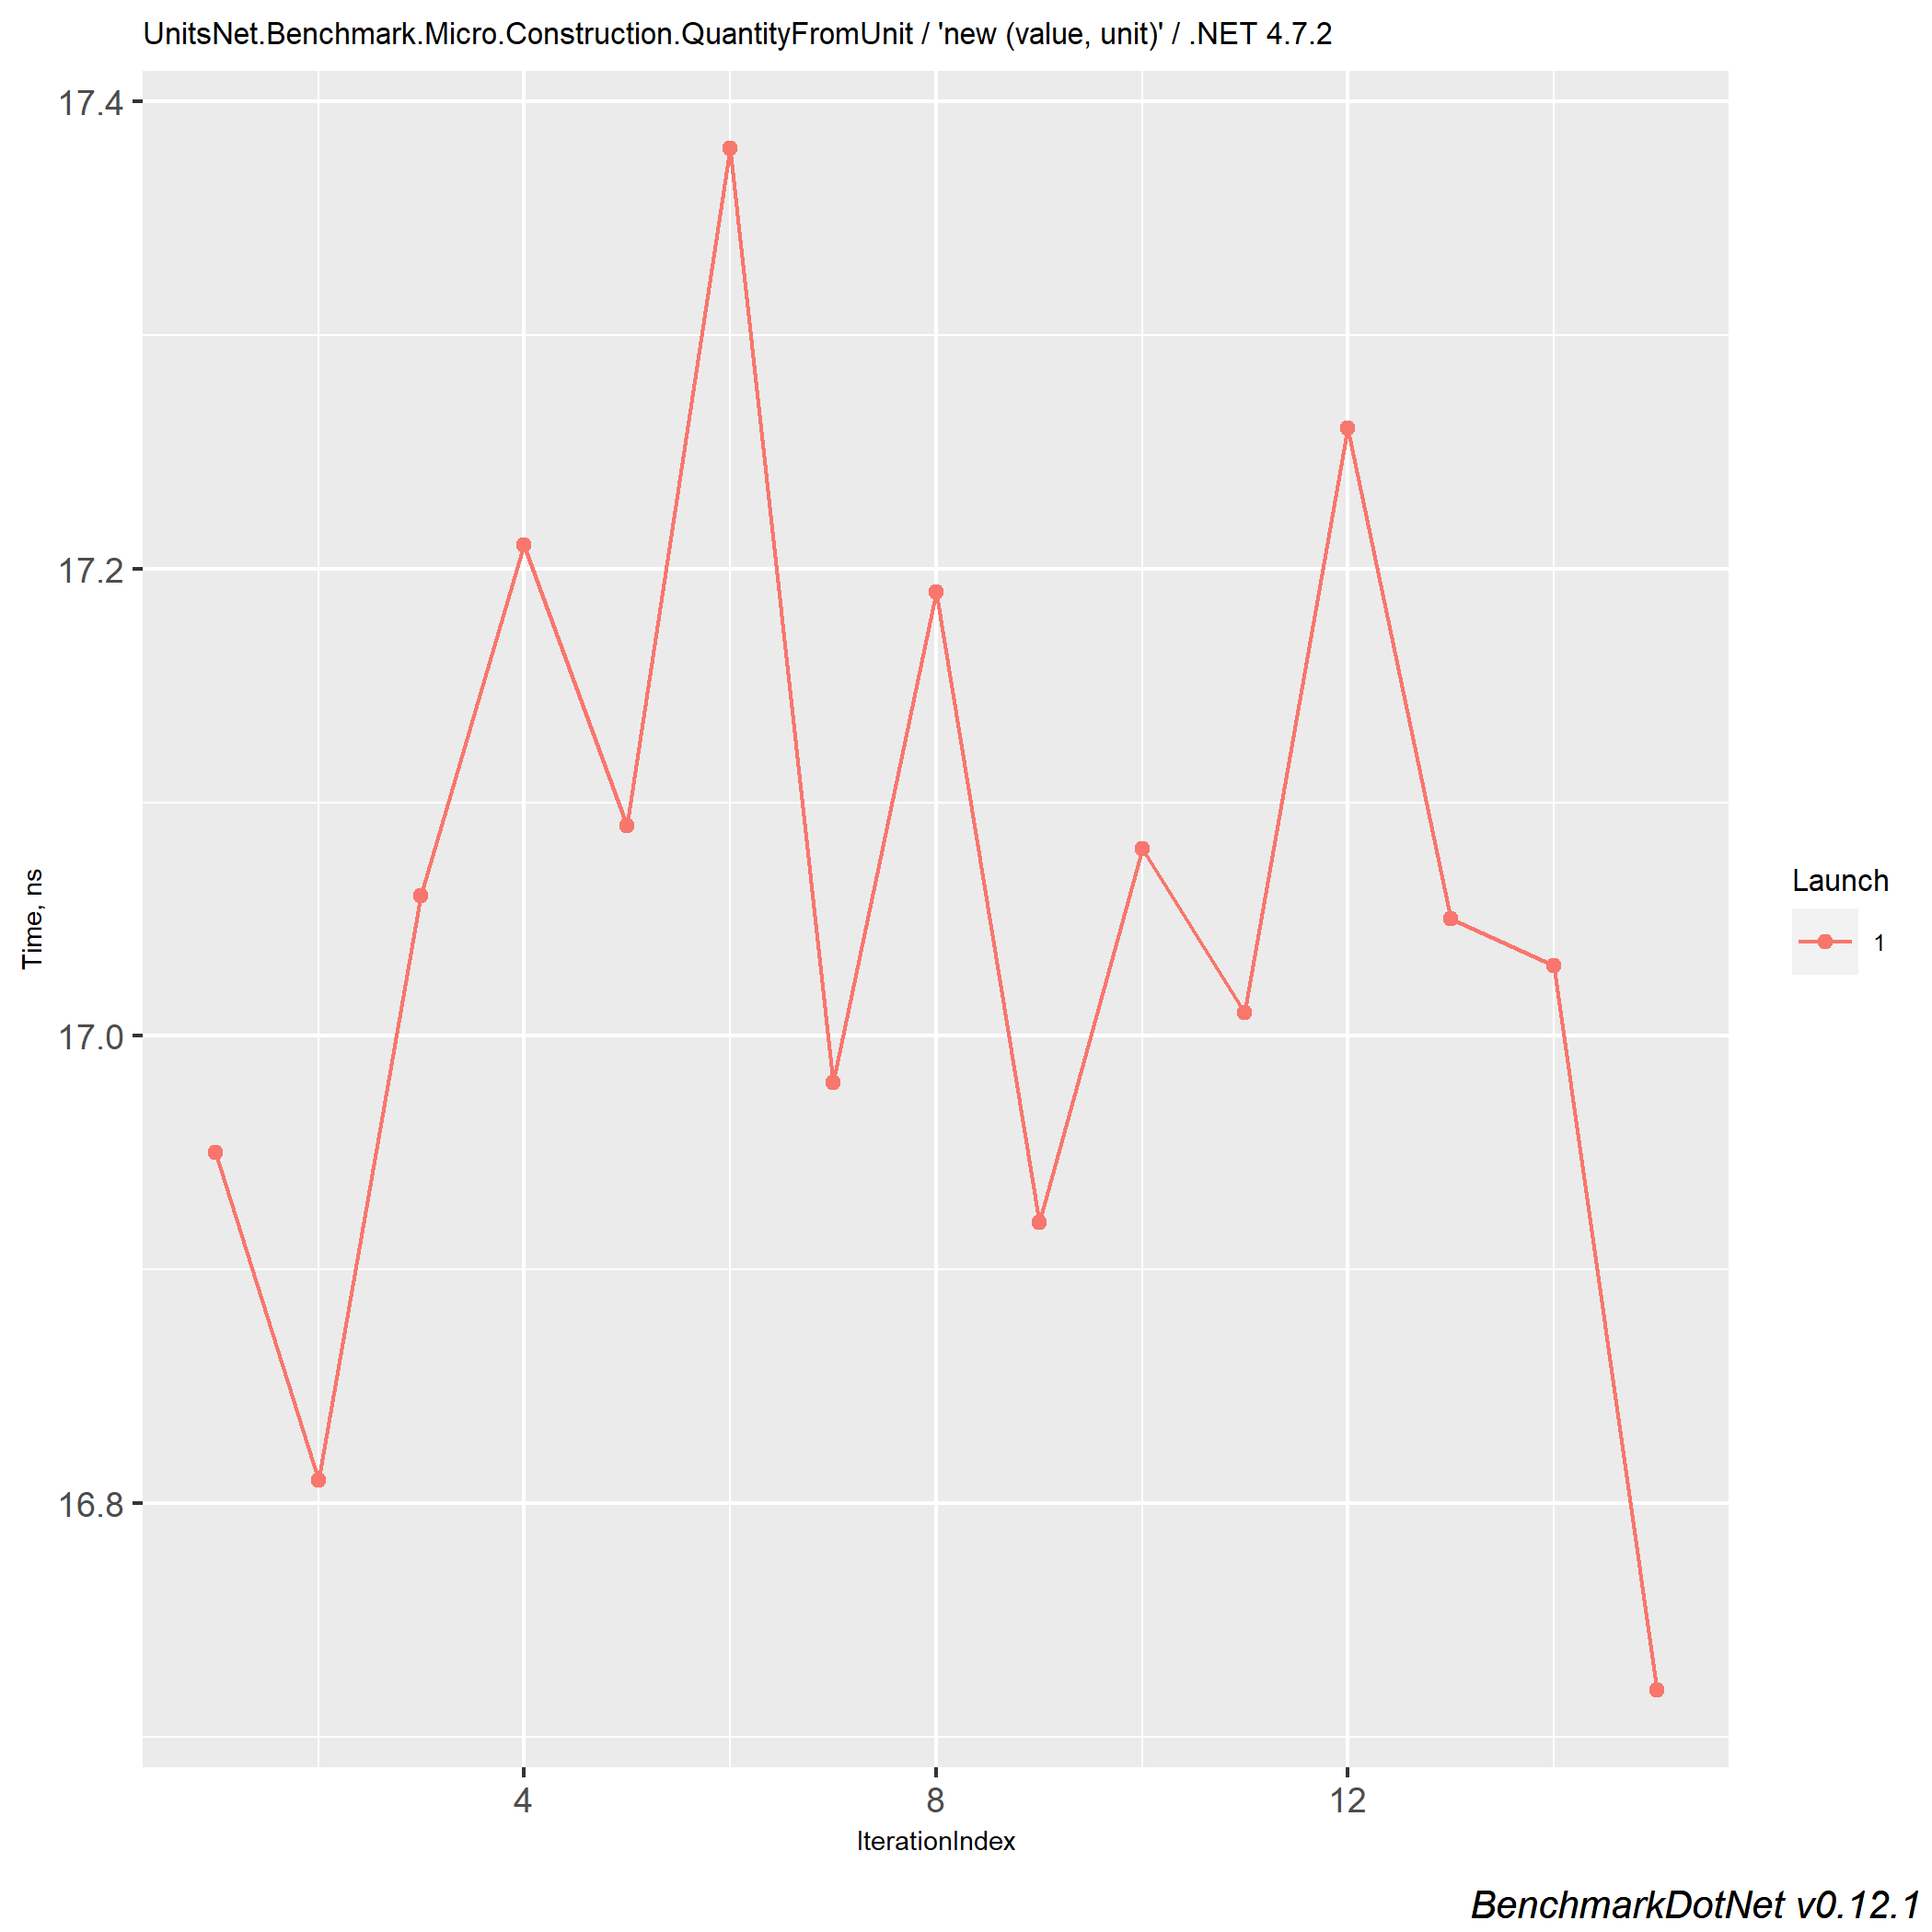 UnitsNet.Benchmark.Micro.Construction.QuantityFromUnit / 'new (value, unit)' / .NET 4.7.2
17.4
17.2
17.0
16.8
Time, ns
4 8 12
IterationIndex
Launch
1
BenchmarkDotNet v0.12.1